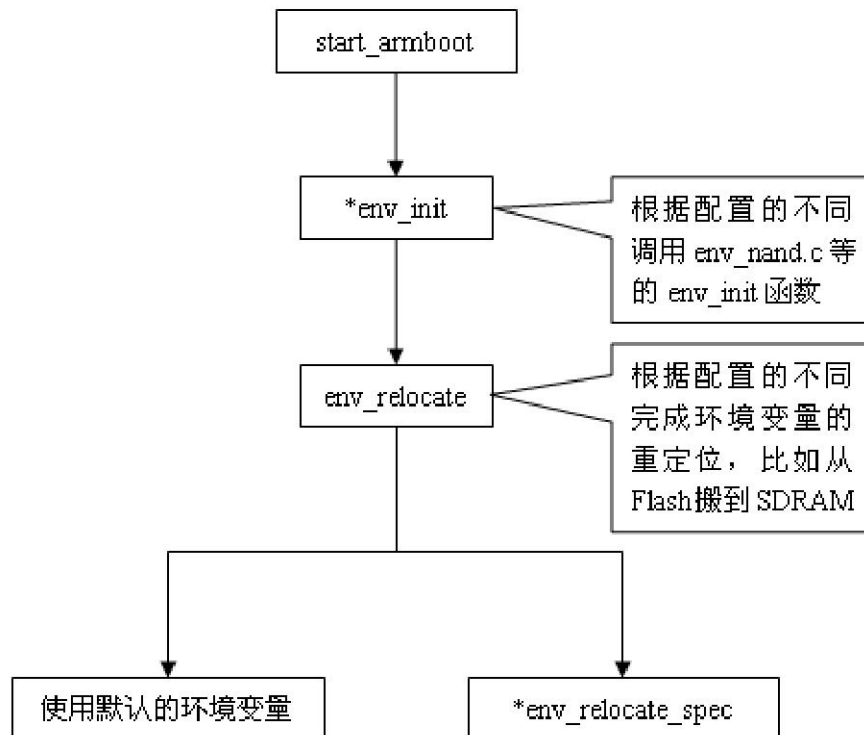 start_armboot
*env_init
根据配置的不同
调用 env_nand.c 等
的 env_init 函数
env_relocate
根据配置的不同
完成环境变量的
重定位，比如从
Flash搬到 SDRAM
使用默认的环境变量
*env_relocate_spec